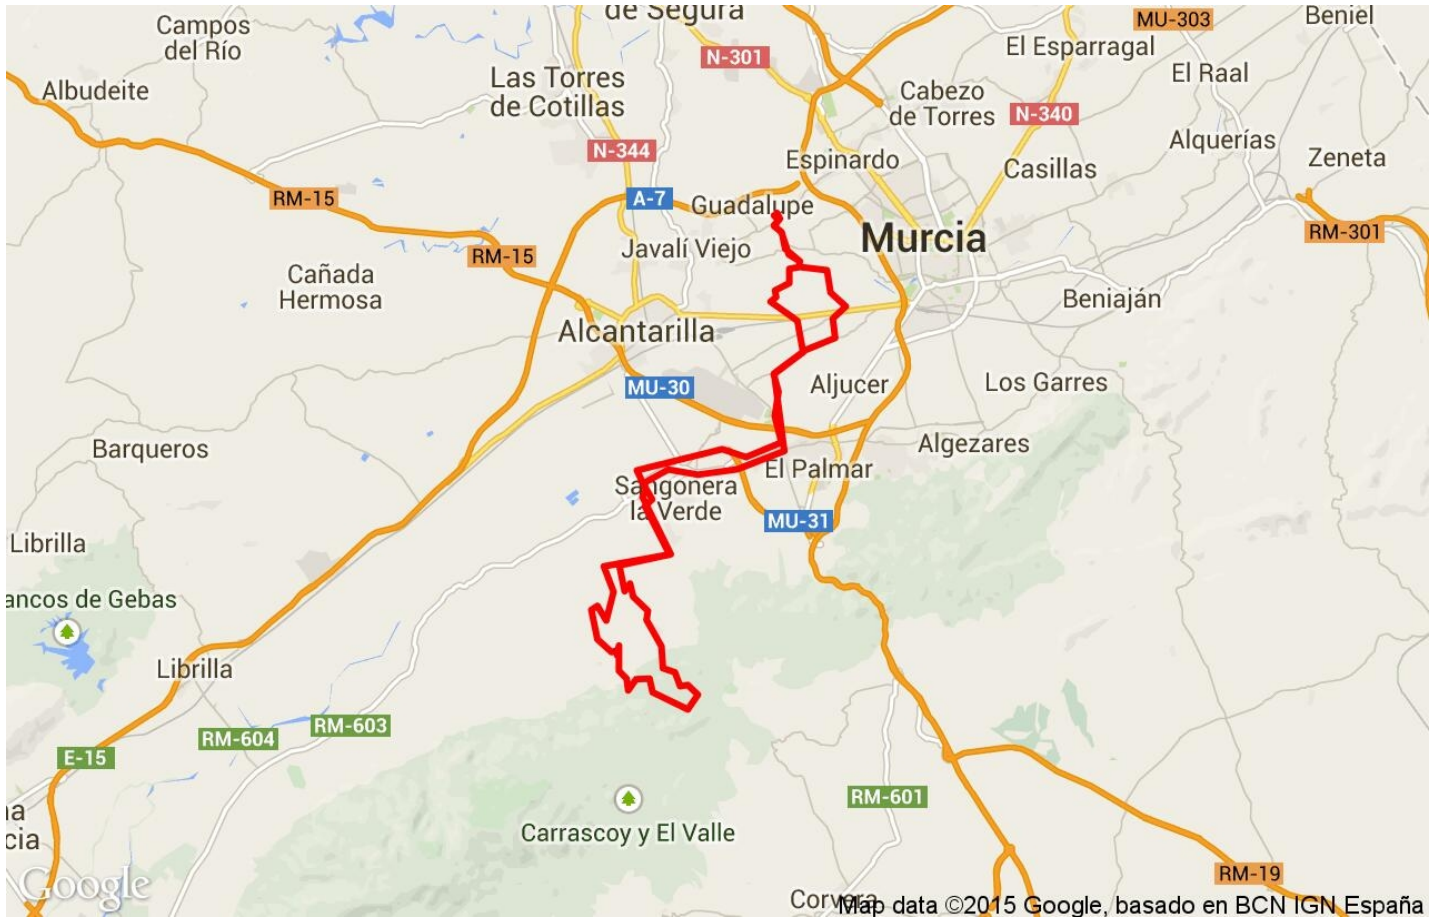 de Segura
MU-303
Beniel
Campos
del Río
N-301
El Esparragal
El Raal
Albudeite
Las Torres
de Cotillas
Cabezo
de Torres
N-340
Alquerías
N-344
Espinardo
Casillas
Zeneta
RM-15
A-7
Guadalupe
RM-301
RM-15
Javalí Viejo
Murcia
Cañada
Hermosa
Beniaján
Alcantarilla
MU-30
Aljucer
Los Garres
Barqueros
Algezares
El Palmar
Sangonera
la Verde
MU-31
Librilla
ancos de Gebas
Librilla
RM-603
RM-604
E-15
RM-601
na
cia
Carrascoy y El Valle
RM-19
Google
Corvera
Map data ©2015 Google, basado en BCN IGN España